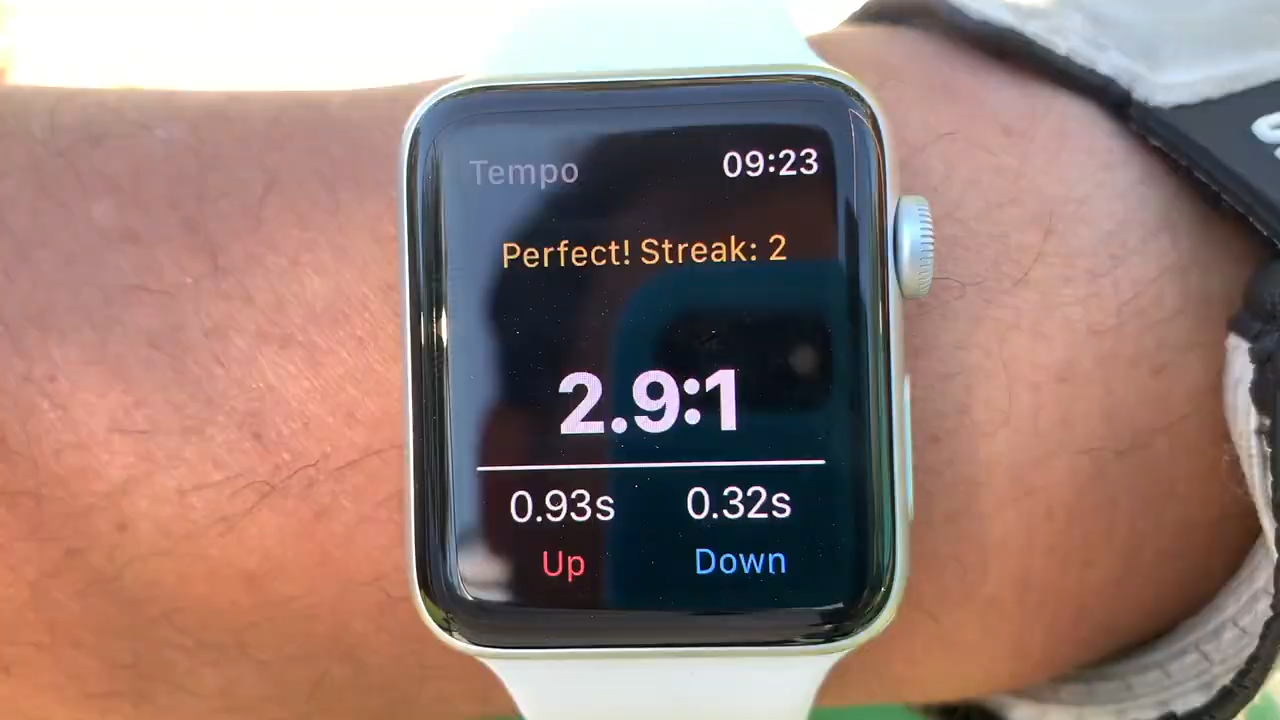 Tempo 09:23
Perfect! Streak: 2
2.9:1
0.93s 0.32s
Up Down